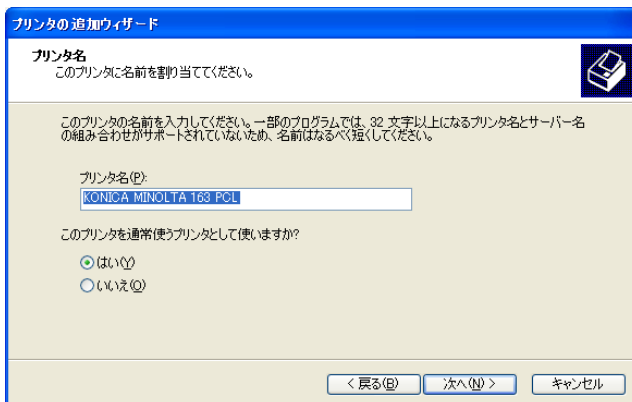 プリンタの追加ウィザード
プリンタ名
このプリンタに名前を割り当ててください。
このプリンタの名前を入力してください。一部のプログラムでは、32 文字以上になるプリンタ名とサーバー名
の組み合わせがサポートされていないため、名前はなるべく短くしてください。
プリンタ名(P):
KONICA MINOLTA 163 PCL
このプリンタを通常使うプリンタとして使いますか?
はい(Y)
いいえ(O)
< 戻る(B)
次へ(N) >
キャンセル